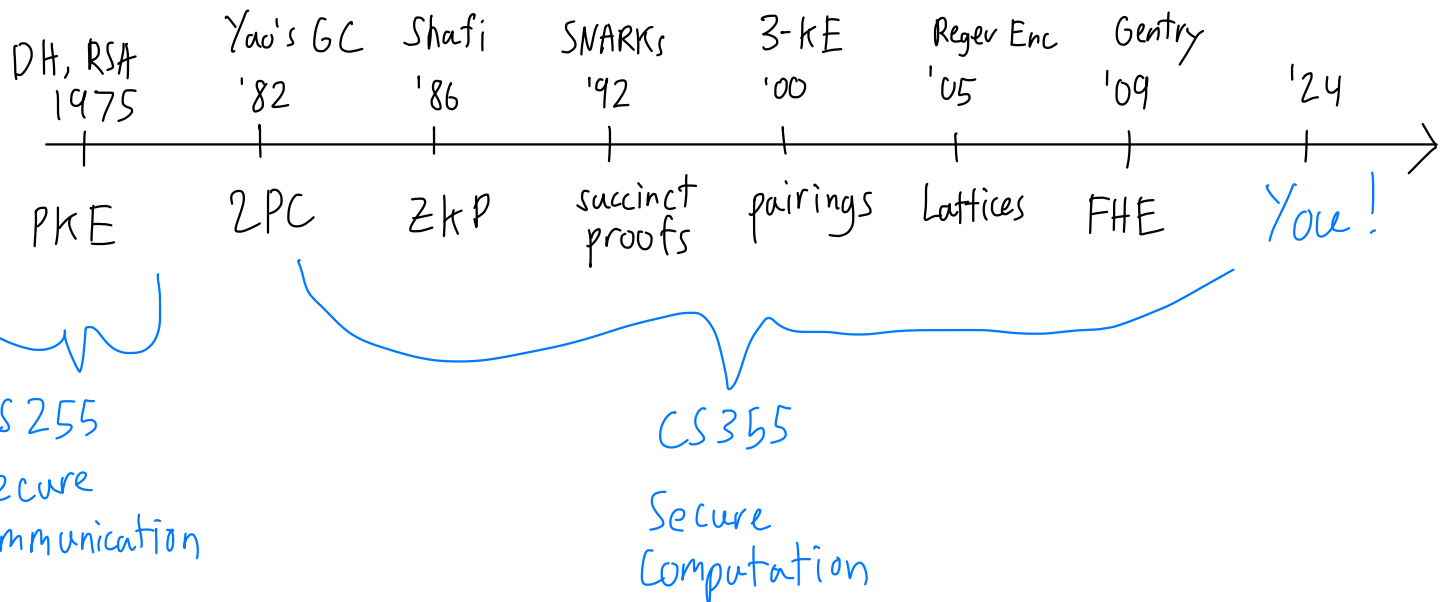 DH, RSA
1975
Yao's GC
'82
Shafi
'86
SNARKs
'92
3-KE
'00
Regev Enc
'05
Gentry
'09
'24
PKE
2PC
ZKP
succinct
proofs
pairings
Lattices
FHE
You!
S 255
ecure
mmunication
CS355
Secure
Computation